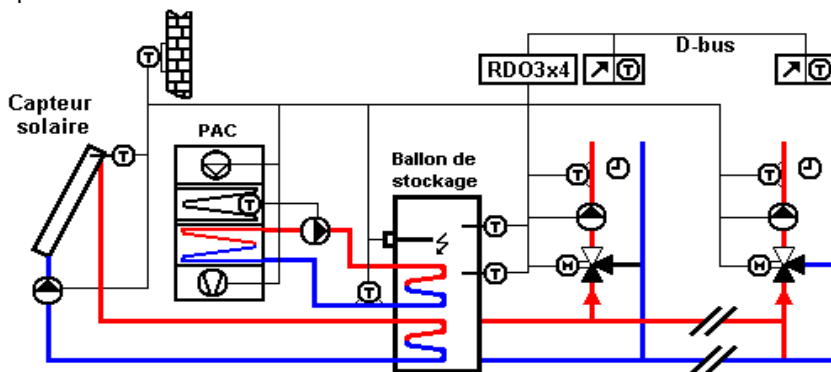 D-bus
RDO3x4
T
T
T
Capteur
solaire
T
PAC
T
Ballon de
stockage
T
T
T
T
T
M
M